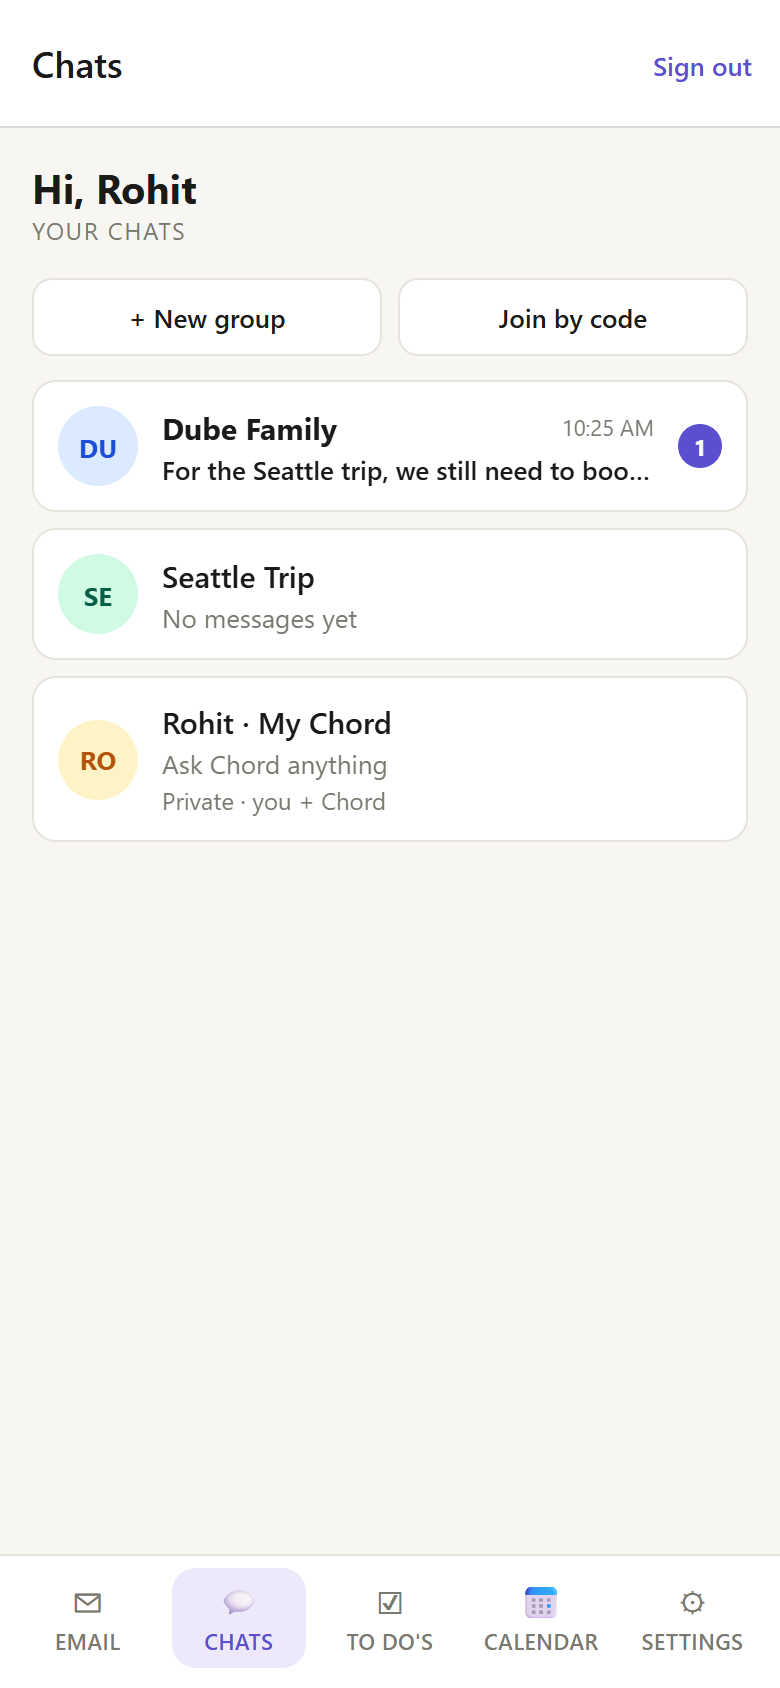 Chats
Sign out
Hi, Rohit
YOUR CHATS
+ New group
Join by code
DU
Dube Family
10:25 AM
For the Seattle trip, we still need to boo...
1
SE
Seattle Trip
No messages yet
RO
Rohit · My Chord
Ask Chord anything
Private · you + Chord
EMAIL
CHATS
TO DO'S
CALENDAR
SETTINGS